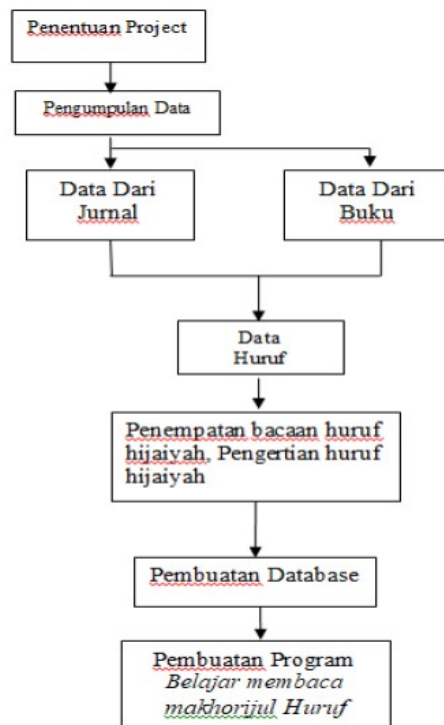 Penentuan Project
Pengumpulan Data
Data Dari
Jurnal
Data Dari
Buku
Data
Huruf
Penempatan bacaan huruf
hijaiyah, Pengertian huruf
hijaiyah
Pembuatan Database
Pembuatan Program
Belajar membaca
makhorijul Huruf